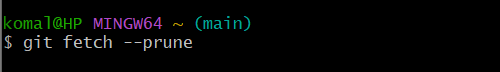 komal@HP MINGW64 ~ (main)
$ git fetch --prune